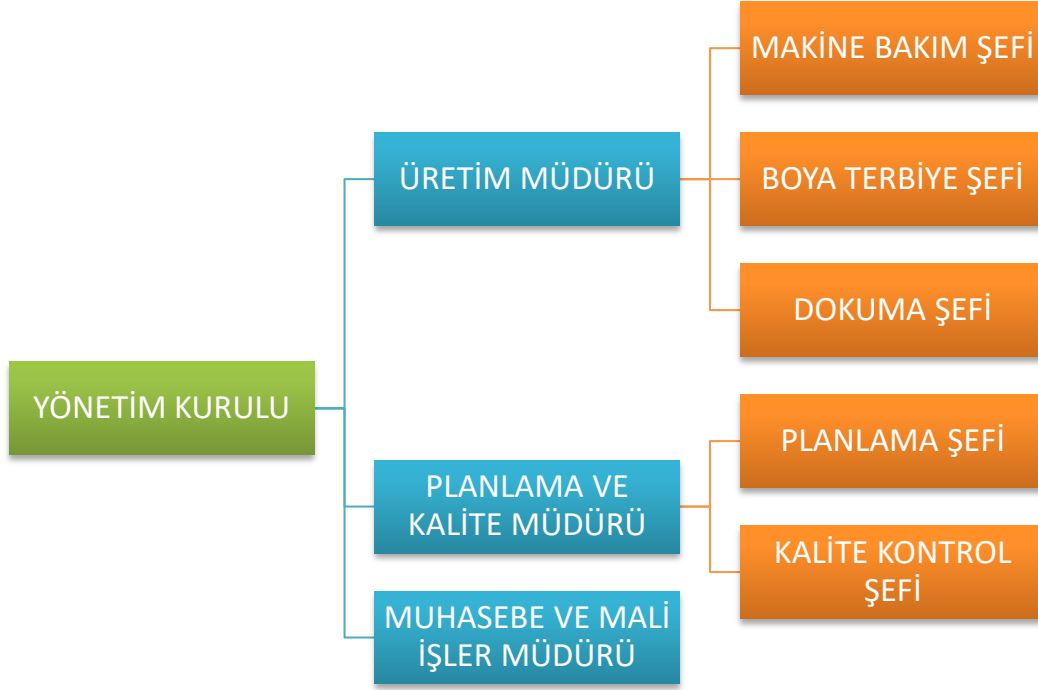 MAKİNE BAKIM ŞEFİ
ÜRETİM MÜDÜRÜ
BOYA TERBİYE ŞEFİ
DOKUMA ŞEFİ
YÖNETİM KURULU
PLANLAMA ŞEFİ
PLANLAMA VE
KALİTE MÜDÜRÜ
KALİTE KONTROL
ŞEFİ
MUHASEBE VE MALİ
İŞLER MÜDÜRÜ